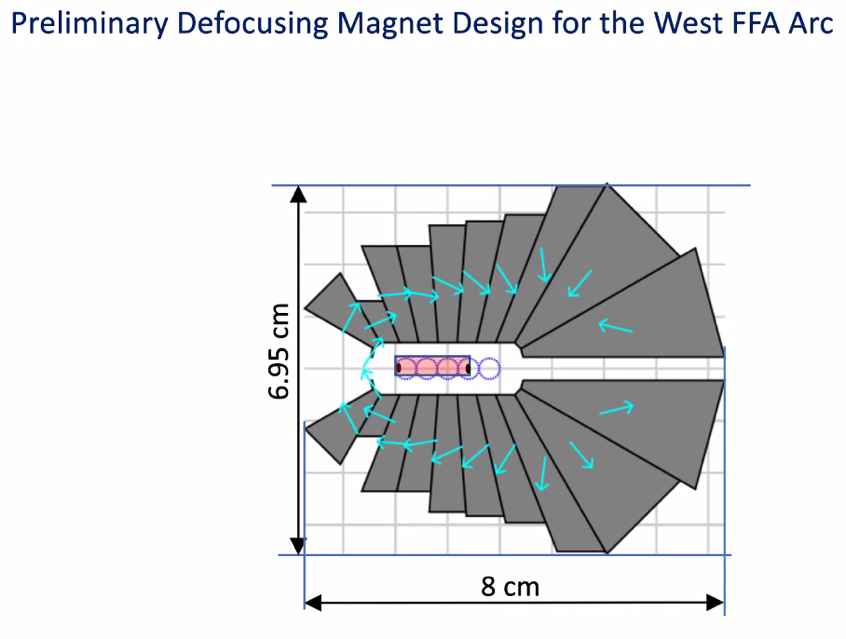 Preliminary Defocusing Magnet Design for the West FFA Arc
6.95 cm
8 cm